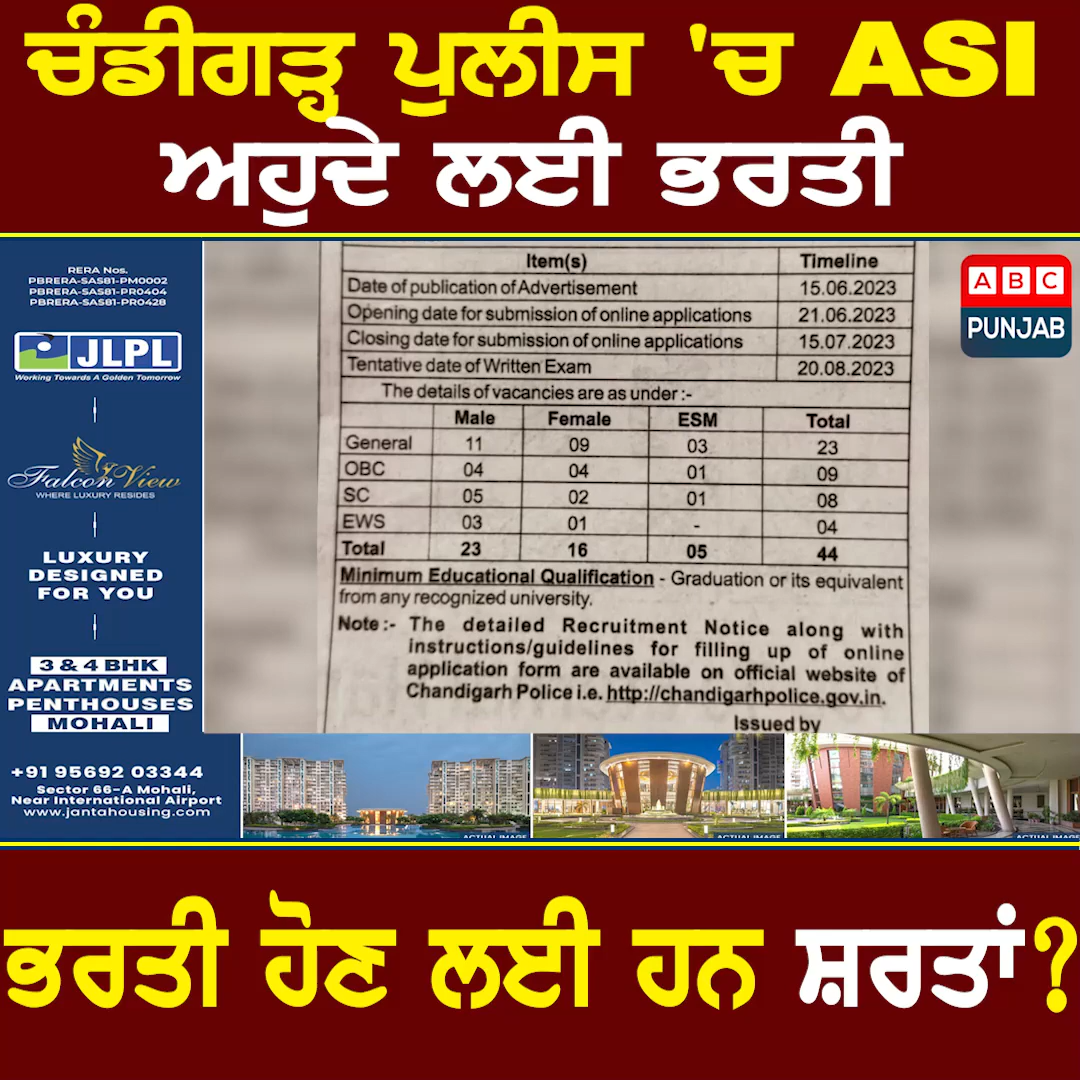 ਚੰਡੀਗੜ੍ਹ ਪੁਲੀਸ 'ਚ ASI
ਅਹੁਦੇ ਲਈ ਭਰਤੀ
RERA Nos.
PBRERA-SAS81-PM0002
PBRERA-SAS81-PR0404
PBRERA-SAS81-PR0428
JLPL
Working Towards A Golden Tomorrow
Falcon View
WHERE LUXURY RESIDES
LUXURY
DESIGNED
FOR YOU
3 & 4 BHK
APARTMENTS
PENTHOUSES
MOHALI
+91 95692 03344
Sector 66-A Mohali,
Near International Airport
www.jantahousing.com
Item(s) Timeline
Date of publication of Advertisement 15.06.2023
Opening date for submission of online applications 21.06.2023
Closing date for submission of online applications 15.07.2023
Tentative date of Written Exam 20.08.2023
The details of vacancies are as under :-
Male Female ESM Total
General 11 09 03 23
OBC 04 04 01 09
SC 05 02 01 08
EWS 03 01 - 04
Total 23 16 05 44
Minimum Educational Qualification - Graduation or its equivalent
from any recognized university.
Note :- The detailed Recruitment Notice along with
instructions/guidelines for filling up of online
application form are available on official website of
Chandigarh Police i.e. http://chandigarhpolice.gov.in.
Issued by
A B C
PUNJAB
ACTUAL IMAGE
ACTUAL IMAGE
ACTUAL IMAGE
ਭਰਤੀ ਹੋਣ ਲਈ ਹਨ ਸ਼ਰਤਾਂ?